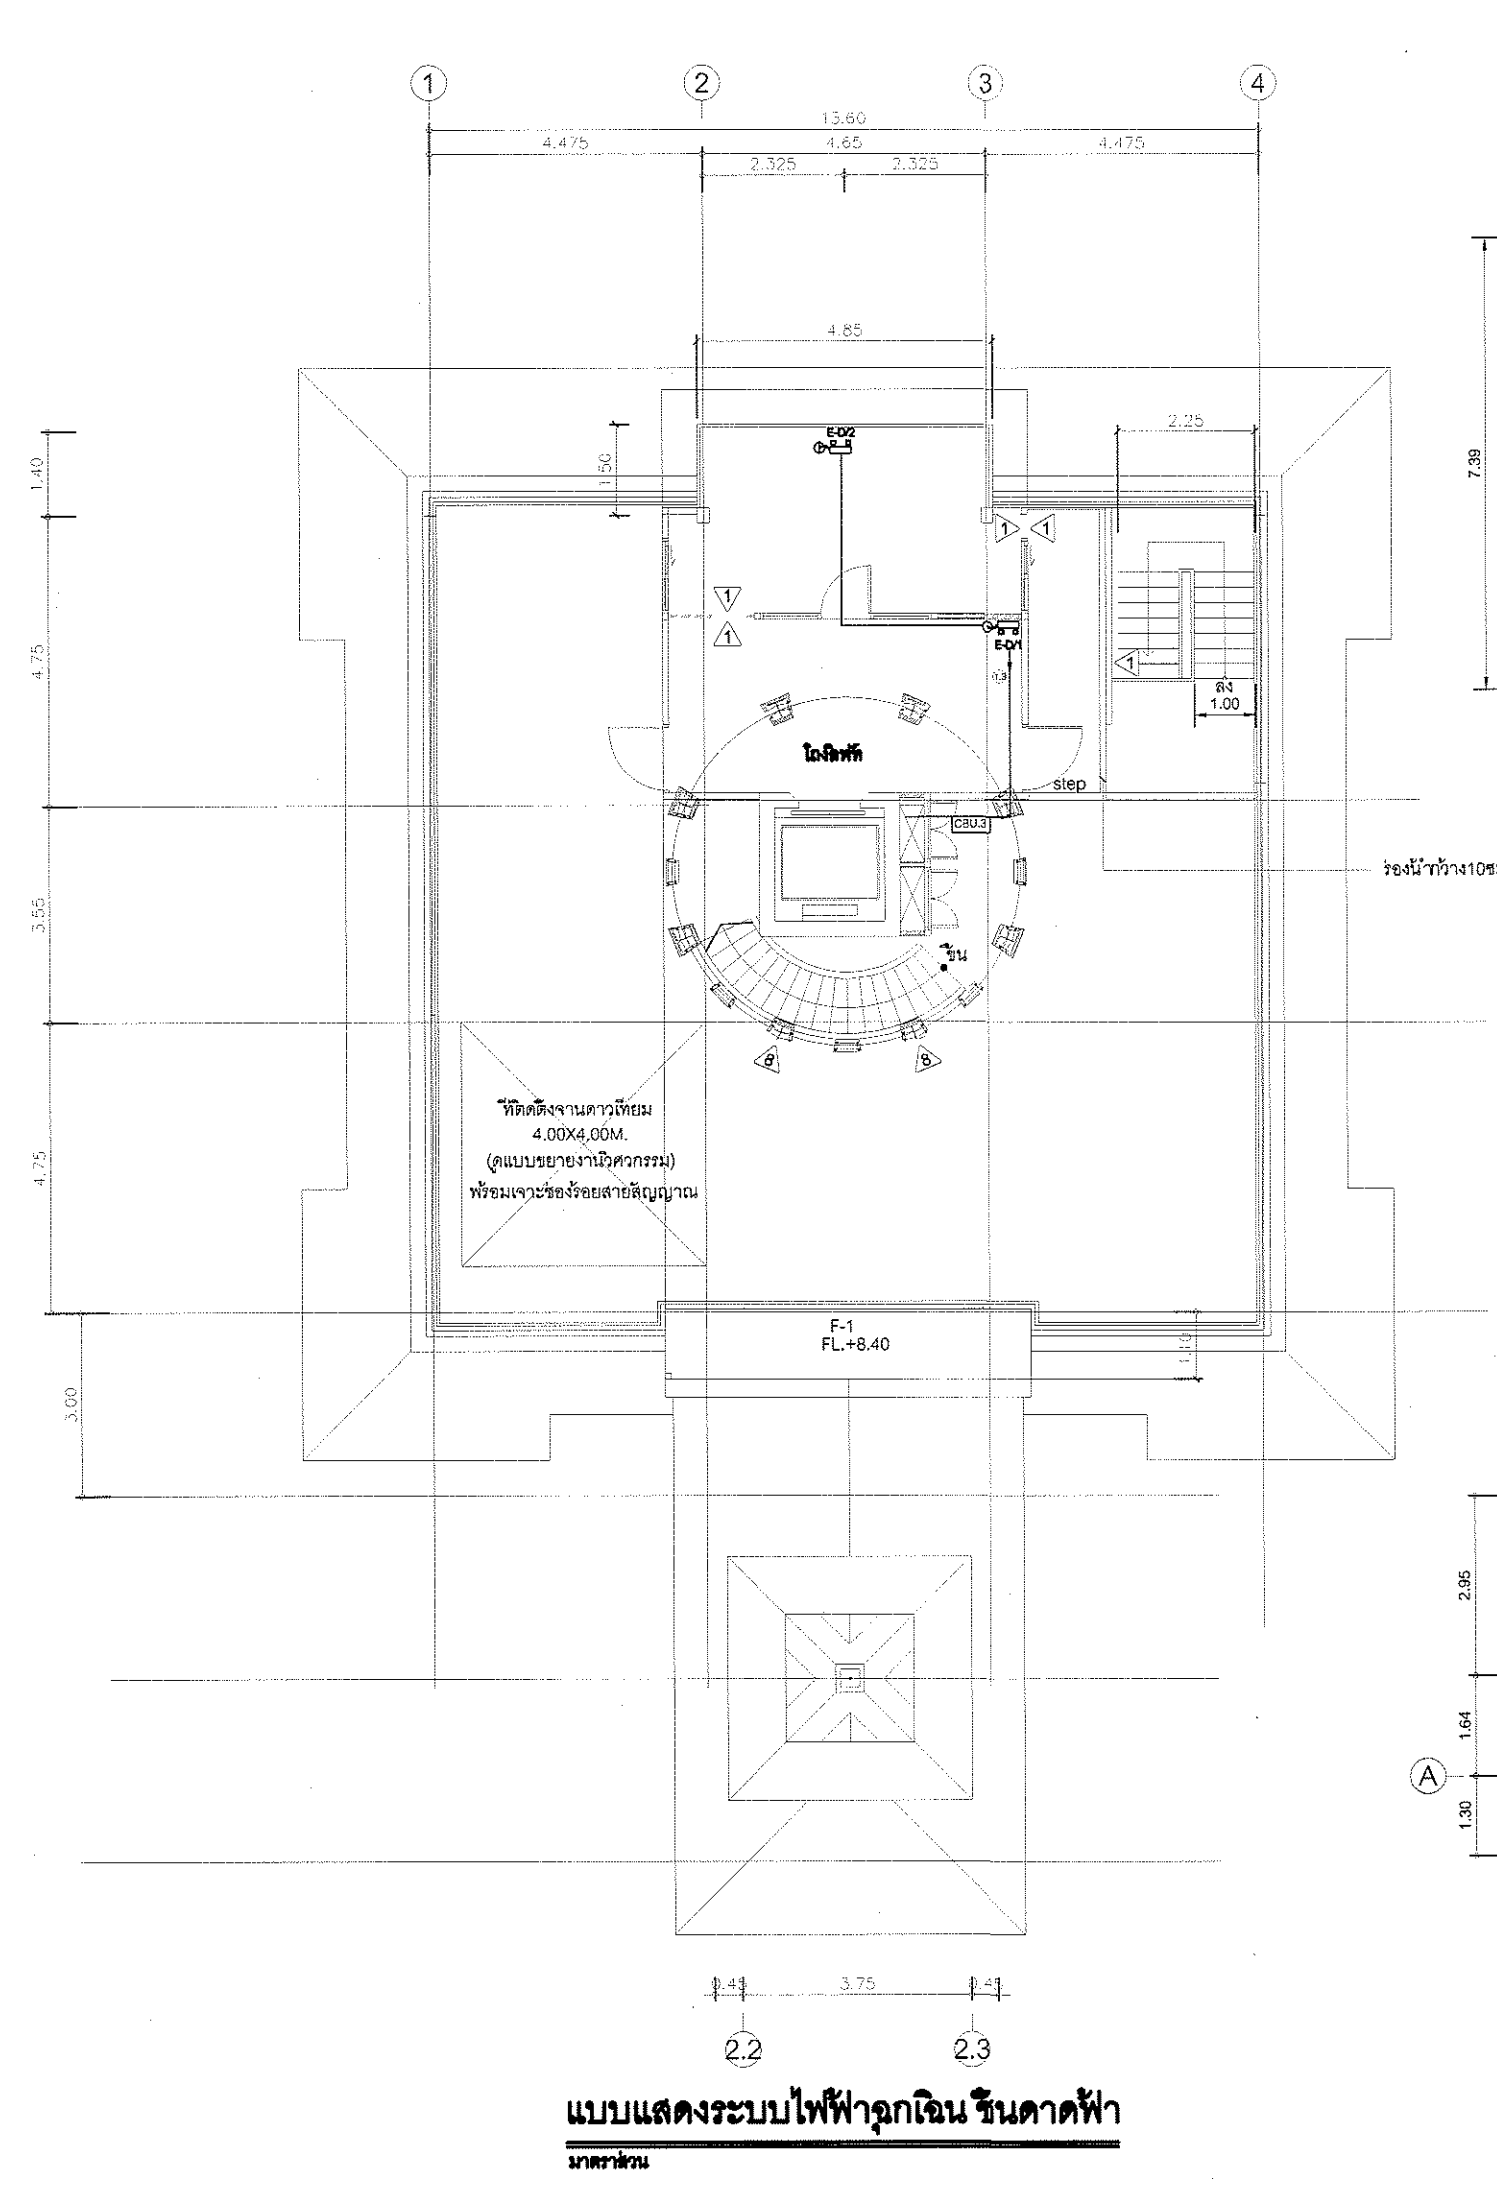 1 2 3 4
13.60
4.475 4.65 4.475
2.325 2.325
4.85
2.25
1.40
1.50
7.39
E-D/2
1 1
1
1
4.75
E-D/1
1
ลง
1.00
โถงลิฟท์
step
CBU.3
ร่องน้ำกว้าง10ซ
3.55
ขึ้น
8 8
ที่ติดตั้งจานดาวเทียม
4.00X4.00M.
(ดูแบบขยายงานวิศวกรรม)
พร้อมเจาะช่องร้อยสายสัญญาณ
4.75
F-1
FL.+8.40
1.10
3.00
2.95
1.64
A
1.30
0.45 3.75 0.45
2.2 2.3
แบบแสดงระบบไฟฟ้าฉุกเฉิน ชั้นดาดฟ้า
มาตราส่วน